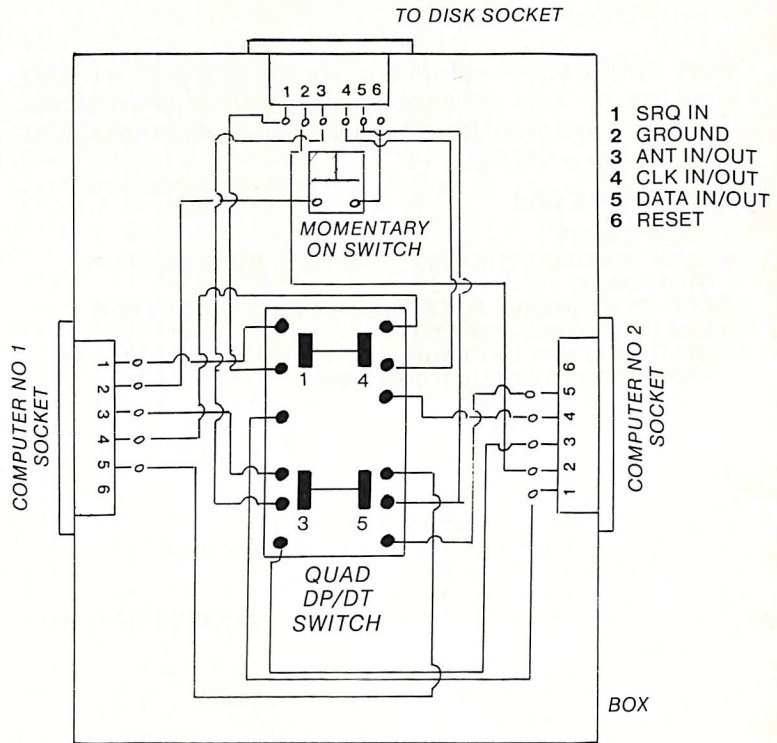 TO DISK SOCKET
1 2 3 4 5 6
1 SRQ IN
2 GROUND
3 ANT IN/OUT
4 CLK IN/OUT
5 DATA IN/OUT
6 RESET
MOMENTARY
ON SWITCH
COMPUTER NO 1
SOCKET
1
2
3
4
5
6
1 4
3 5
QUAD
DP/DT
SWITCH
6
5
4
3
2
1
COMPUTER NO 2
SOCKET
BOX